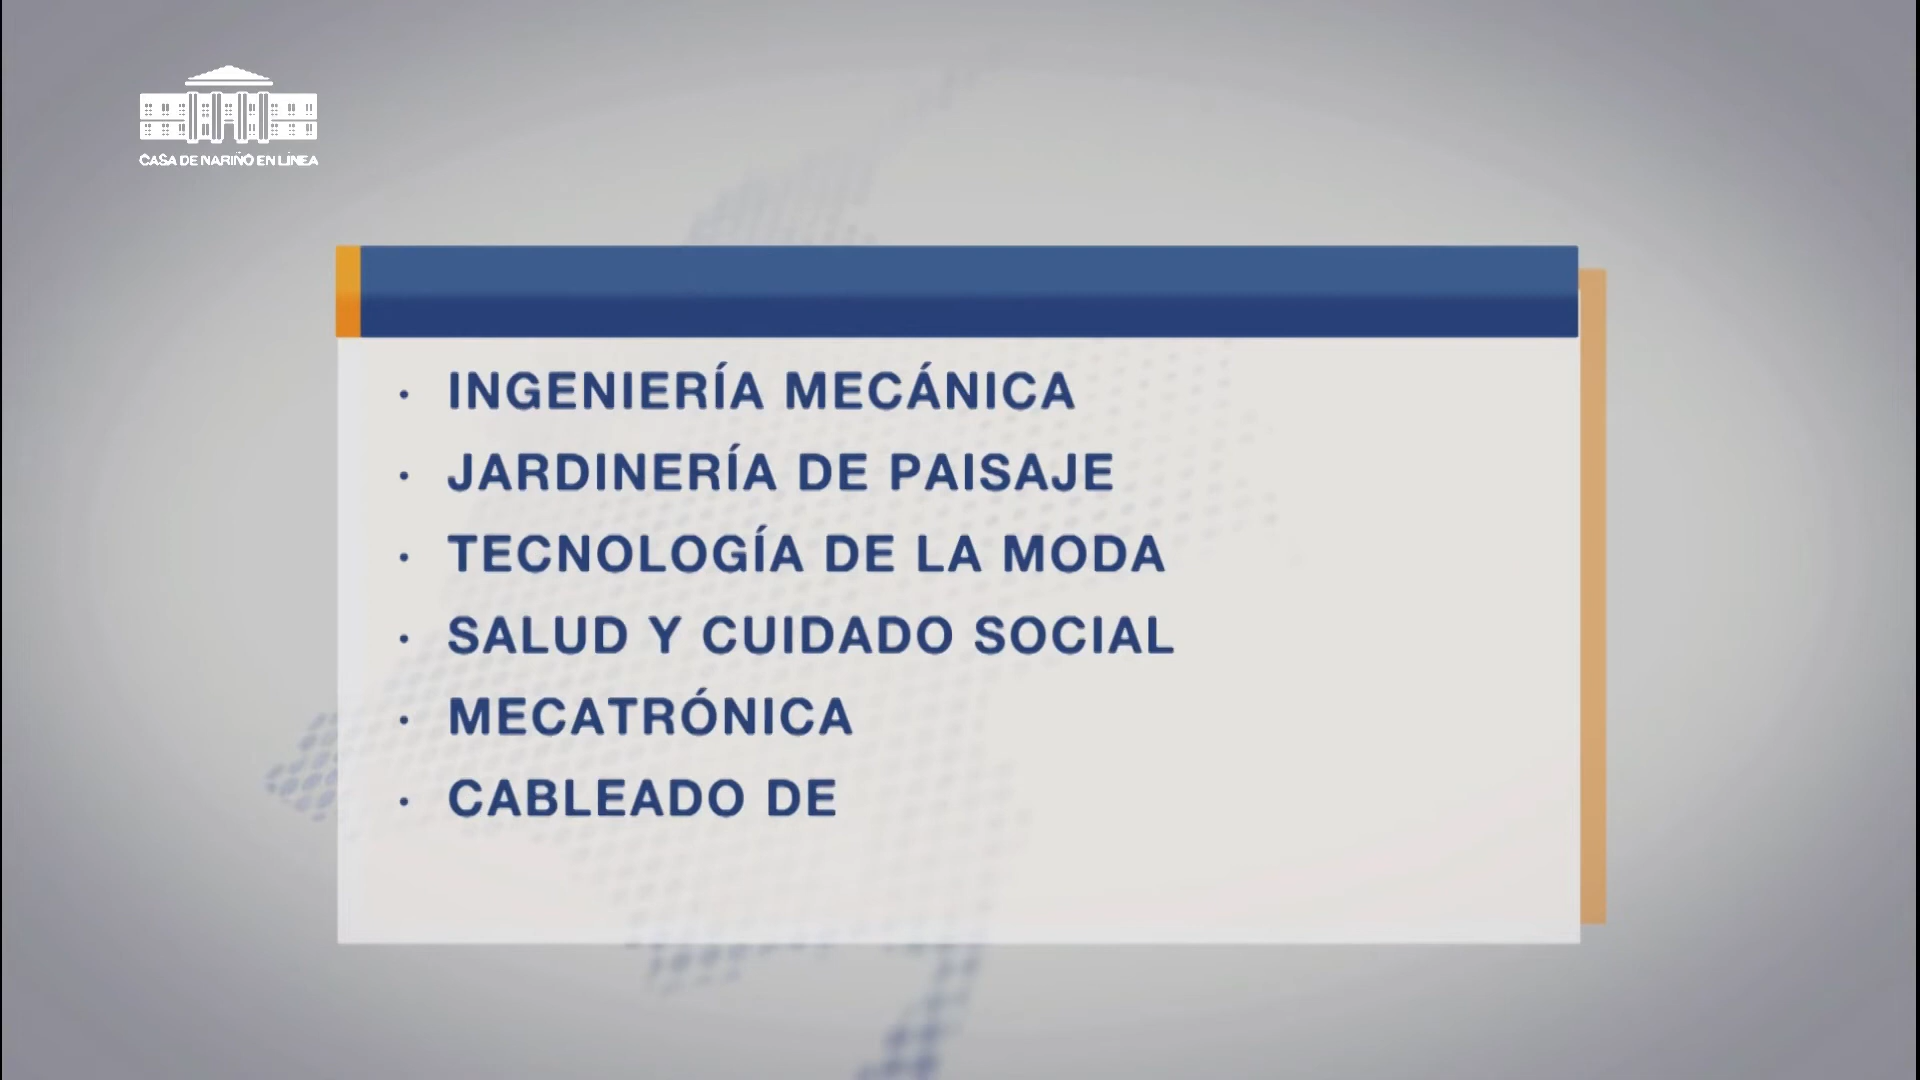 CASA DE NARIÑO EN LÍNEA
· INGENIERÍA MECÁNICA
· JARDINERÍA DE PAISAJE
· TECNOLOGÍA DE LA MODA
· SALUD Y CUIDADO SOCIAL
· MECATRÓNICA
· CABLEADO DE